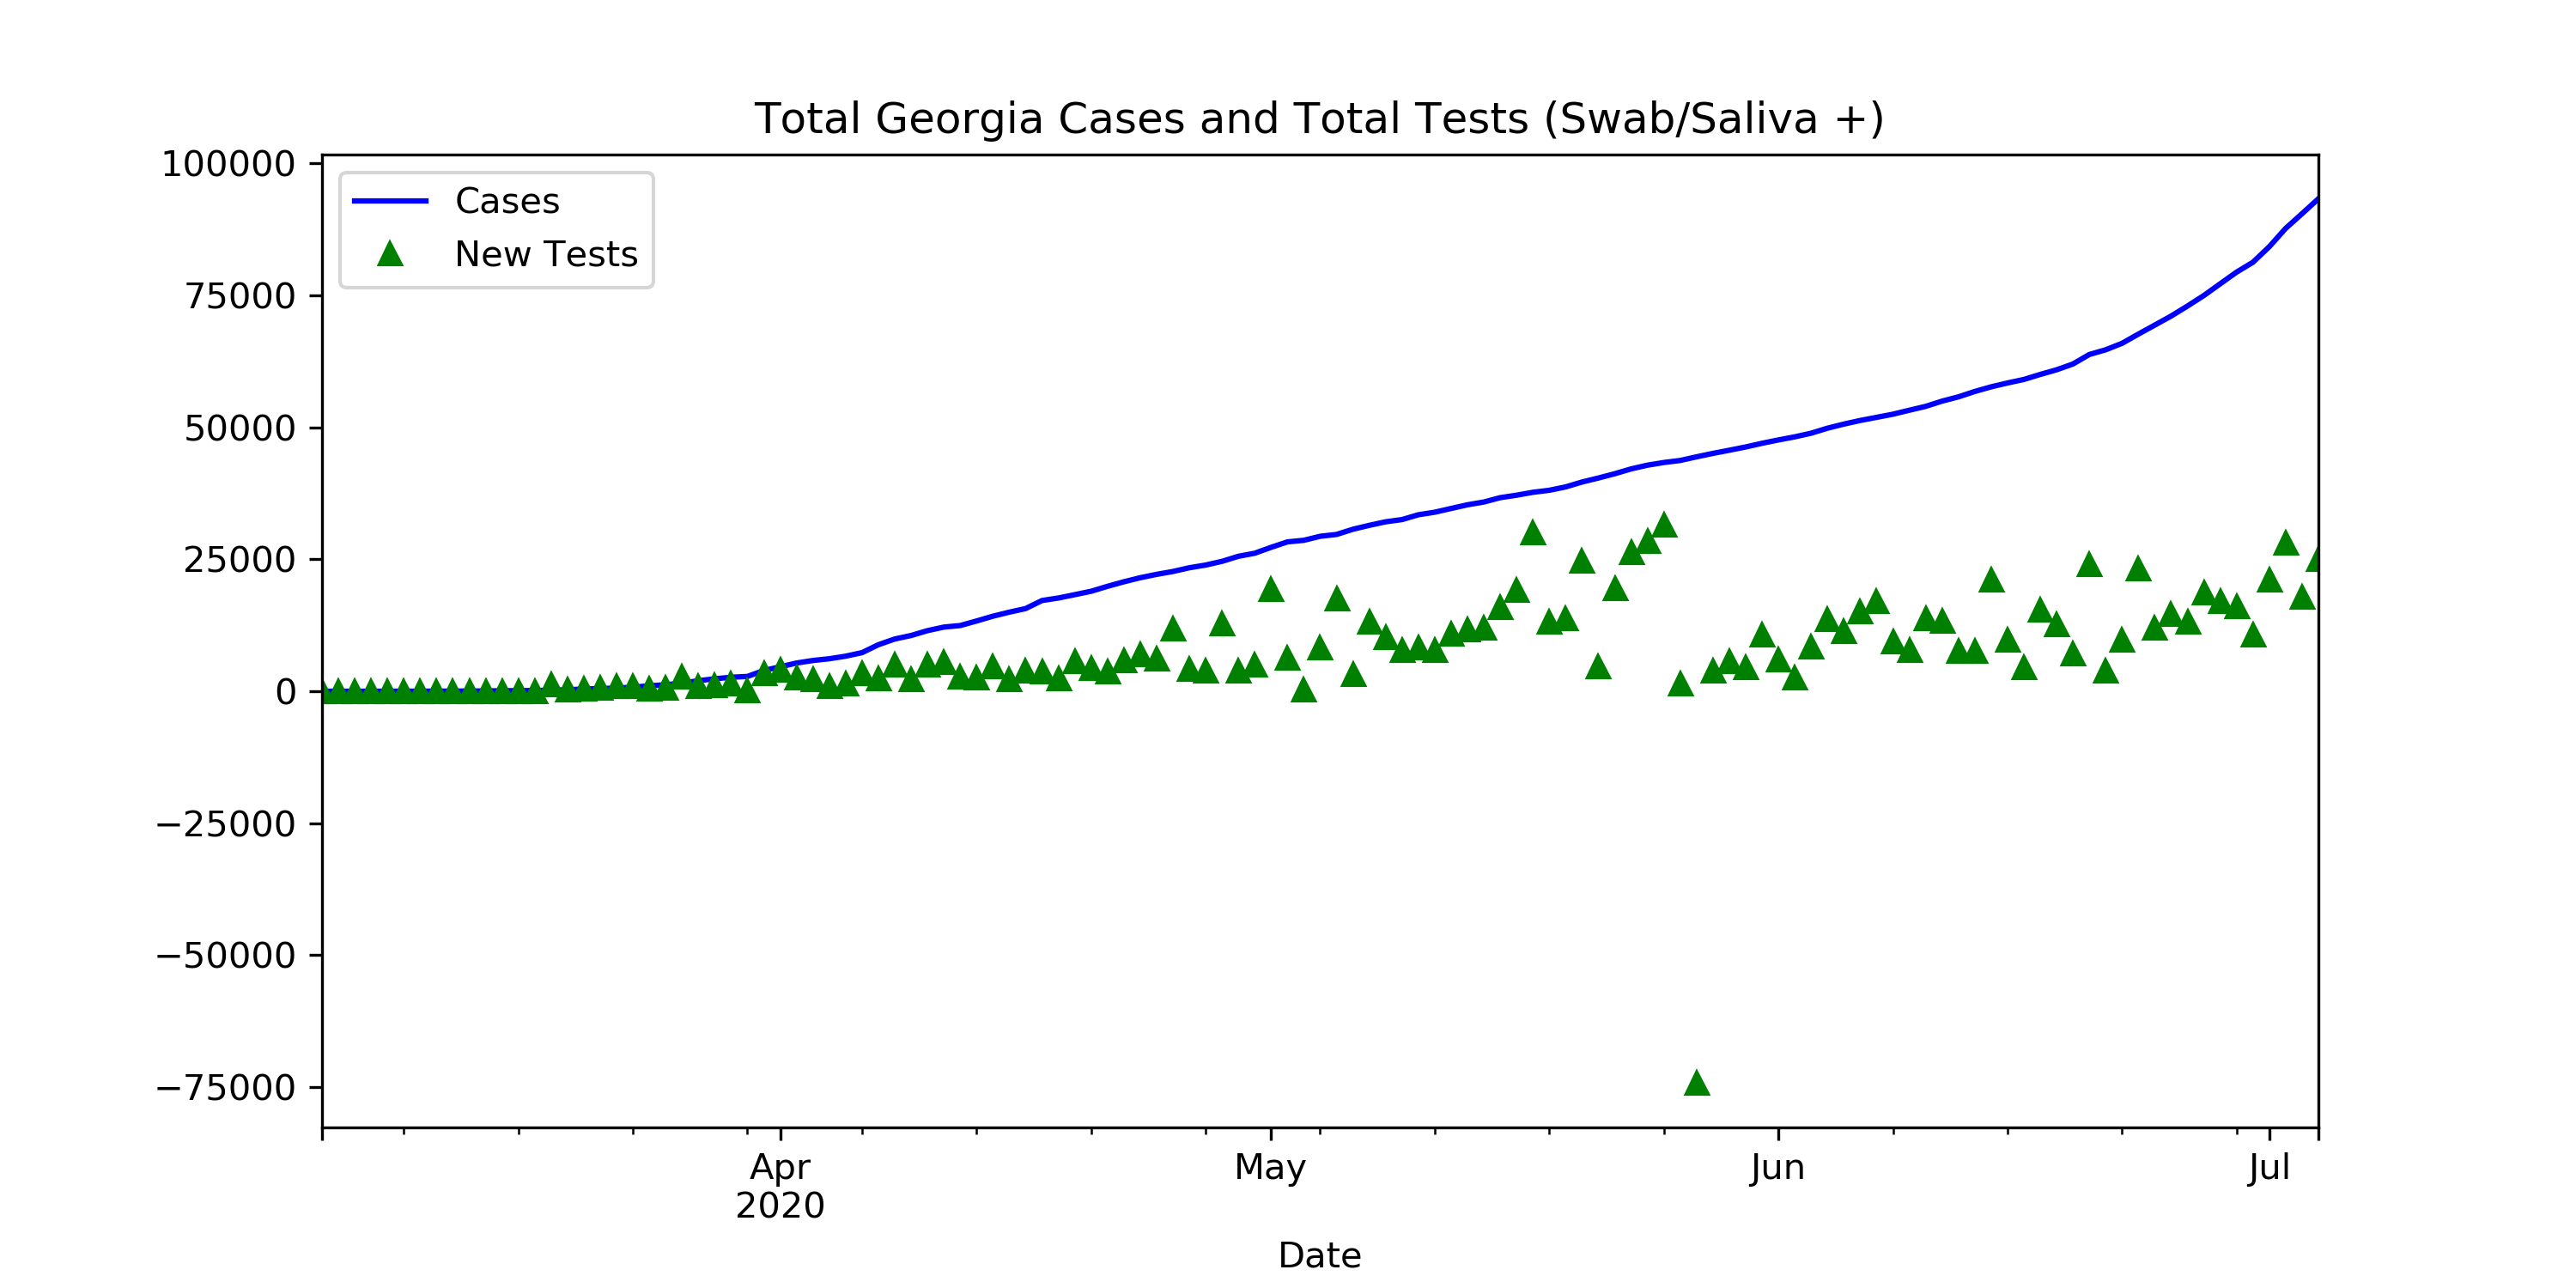 Total Georgia Cases and Total Tests (Swab/Saliva +)
100000
75000
50000
25000
0
−25000
−50000
−75000
Cases
New Tests
Apr
2020
May
Jun
Jul
Date